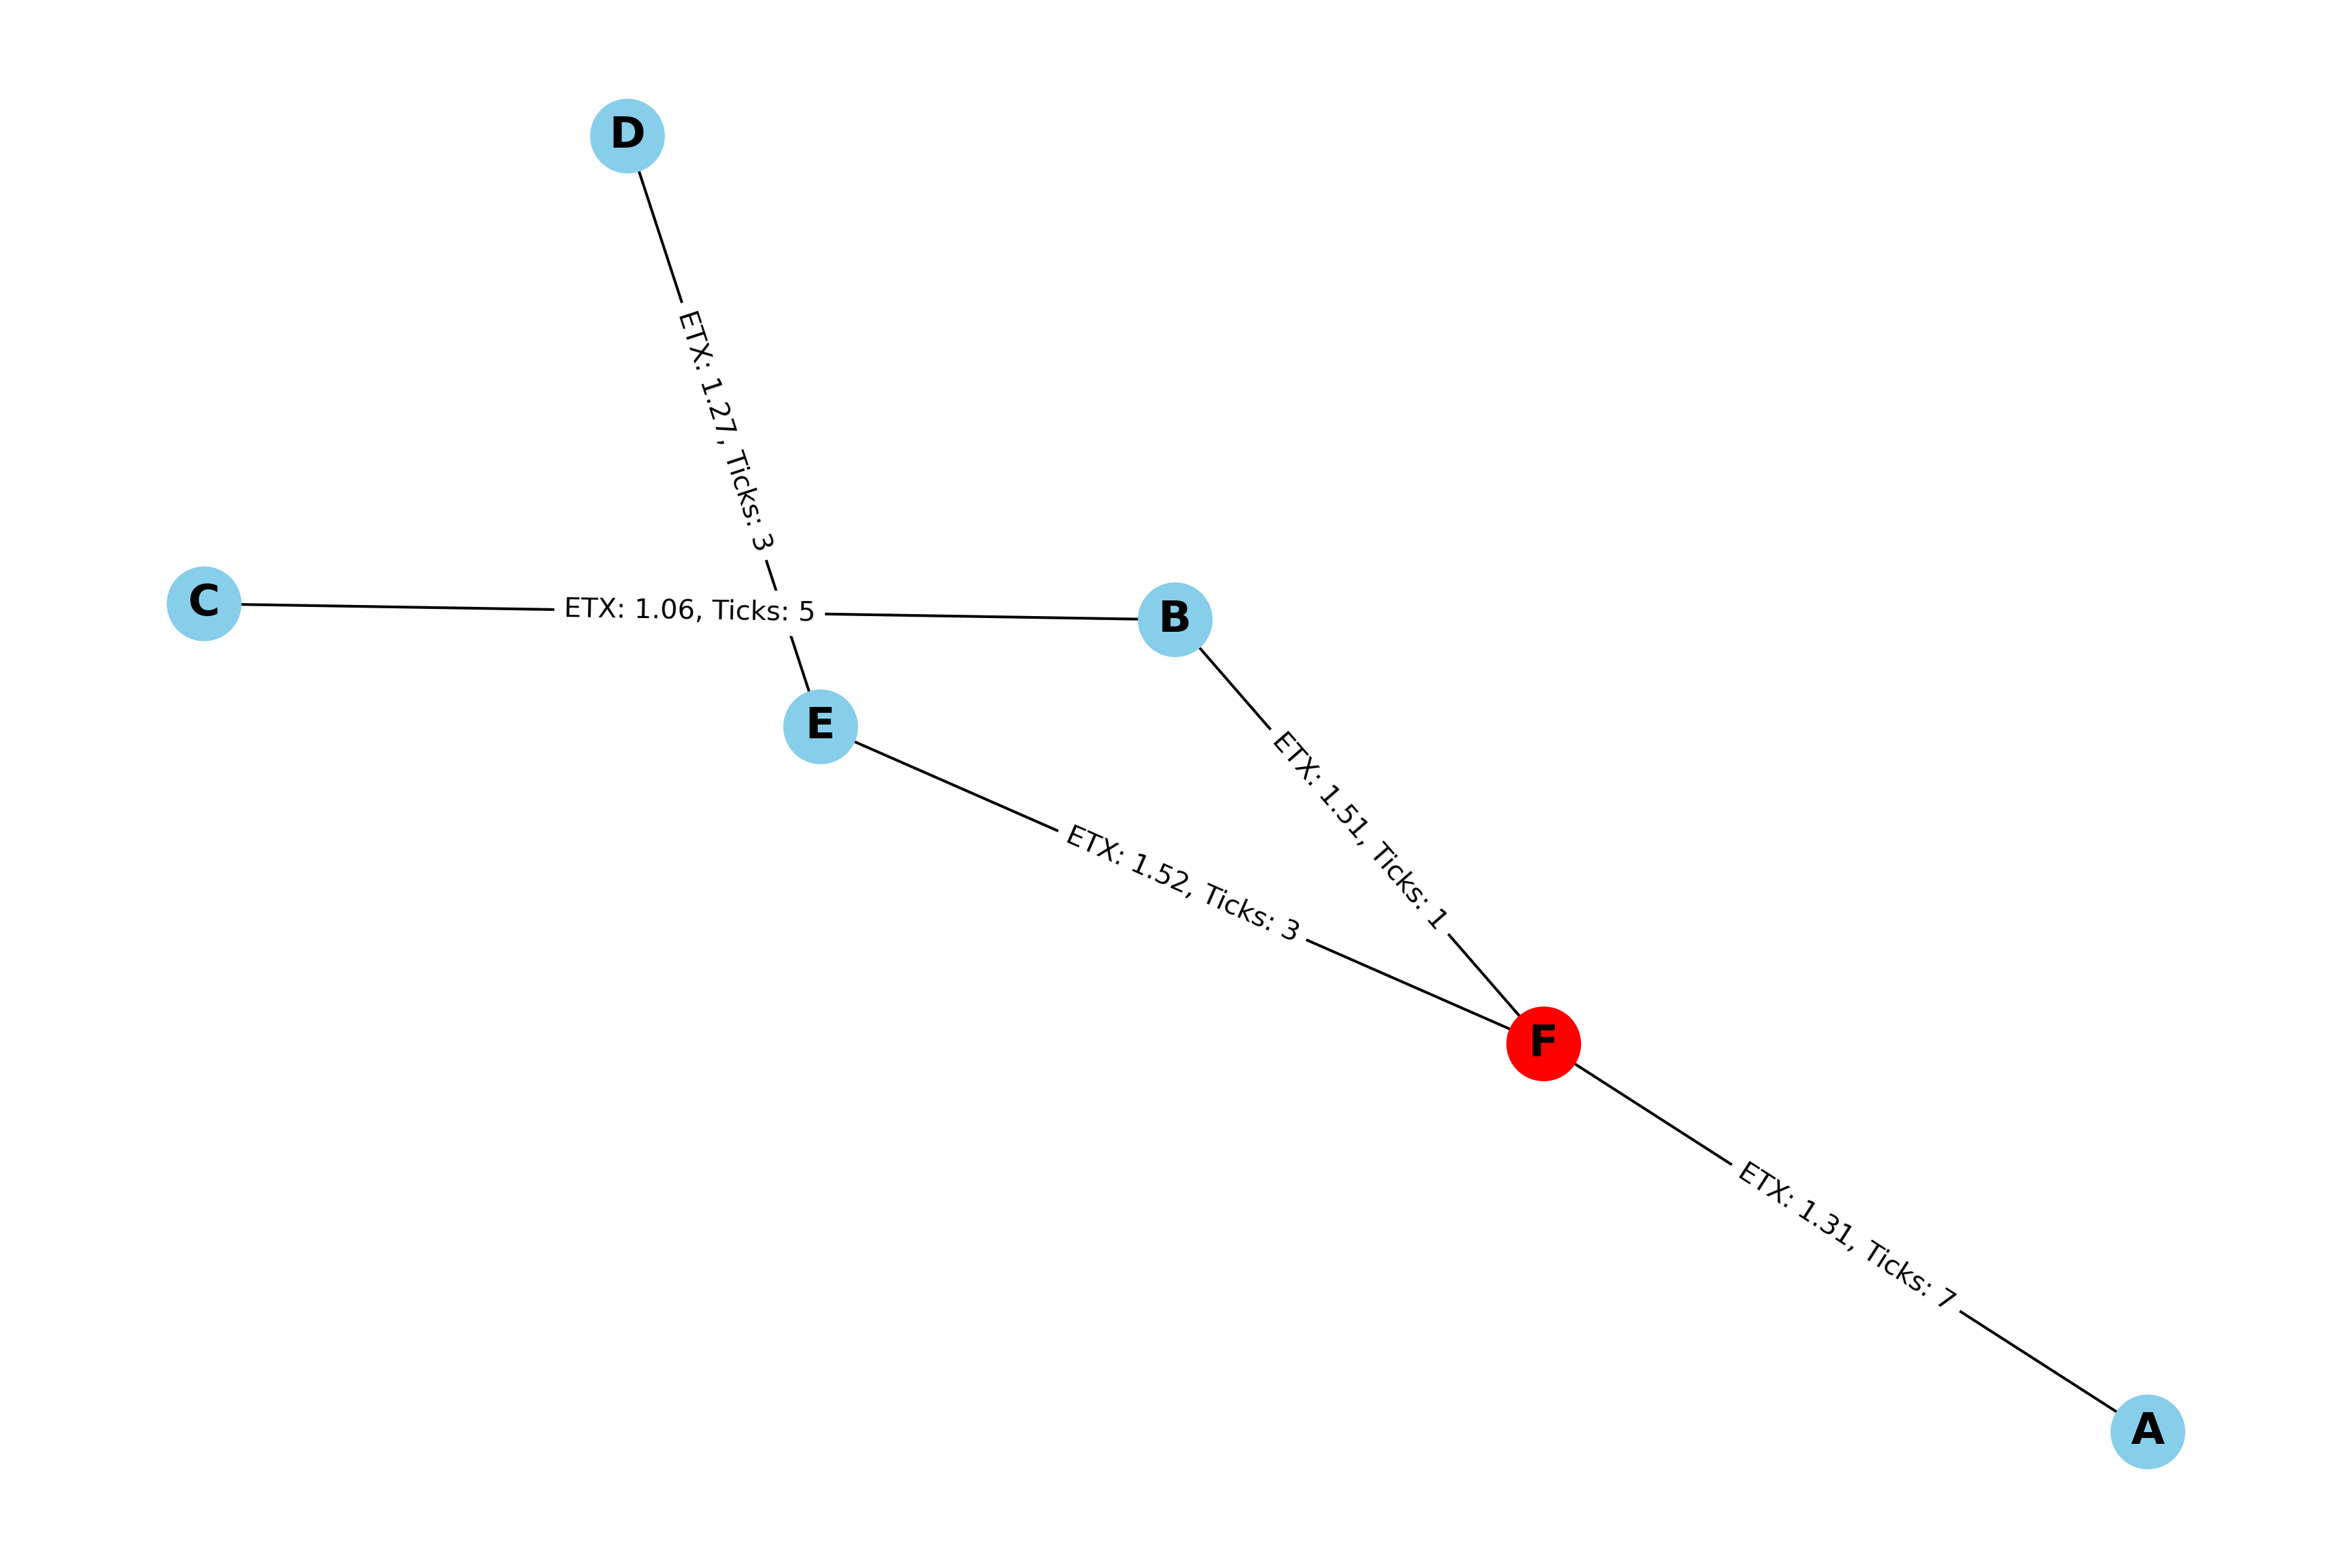 D
ETX: 1.27, Ticks: 3
C
ETX: 1.06, Ticks: 5
B
E
ETX: 1.51, Ticks: 1
ETX: 1.52, Ticks: 3
F
ETX: 1.31, Ticks: 7
A